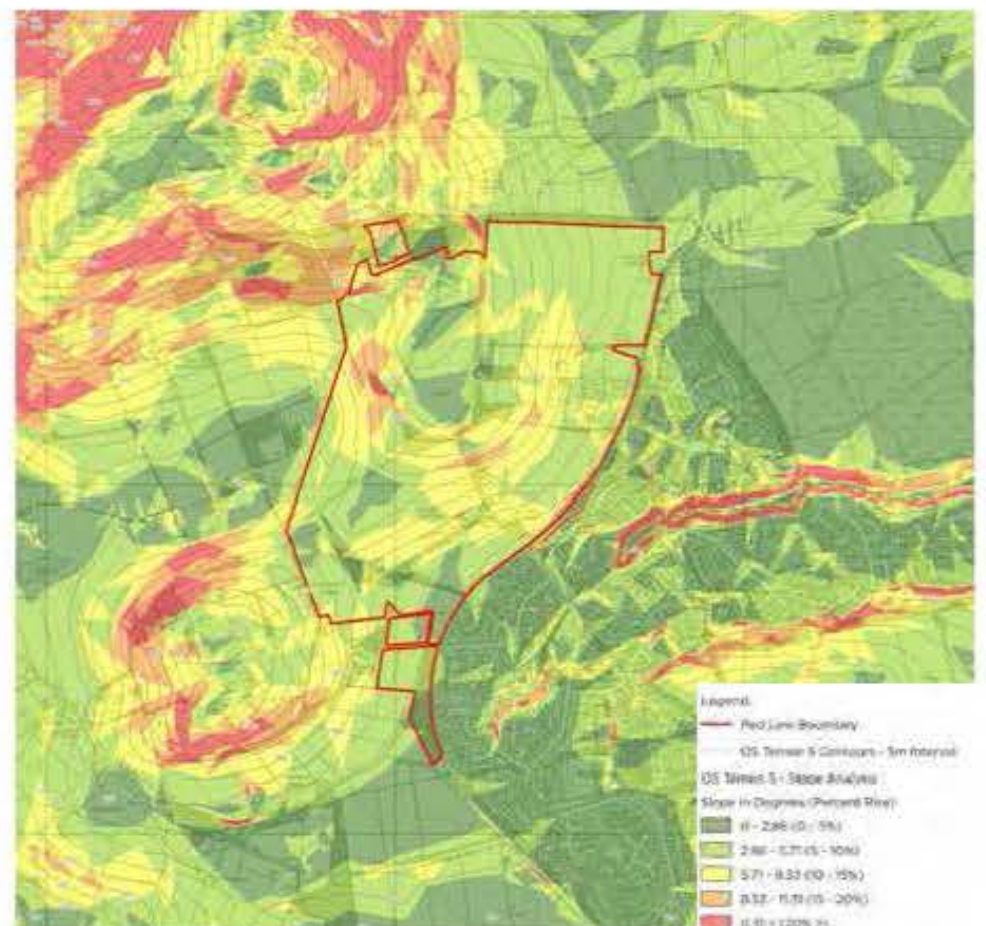 Legend
Red Line Boundary
OS Terrain 5 Contours - 5m Interval
OS Terrain 5 - Slope Analysis
Slope in Degrees (Percent Rise)
0 - 2.86 (0 - 5%)
2.86 - 5.71 (5 - 10%)
5.71 - 8.53 (10 - 15%)
8.53 - 11.31 (15 - 20%)